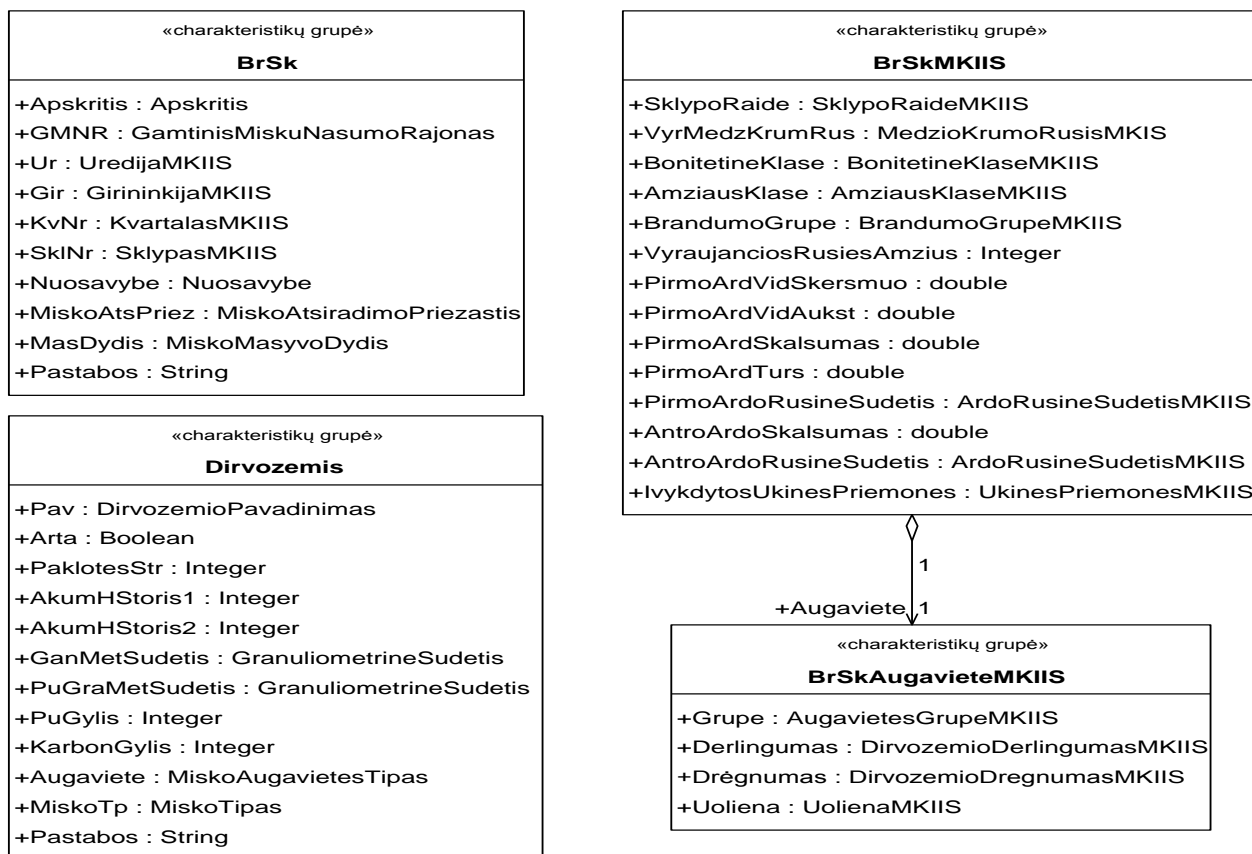 «charakteristikų grupė»
BrSk
+Apskritis : Apskritis
+GMNR : GamtinisMiskuNasumoRajonas
+Ur : UredijaMKIIS
+Gir : GirininkijaMKIIS
+KvNr : KvartalasMKIIS
+SklNr : SklypasMKIIS
+Nuosavybe : Nuosavybe
+MiskoAtsPriez : MiskoAtsiradimoPriezastis
+MasDydis : MiskoMasyvoDydis
+Pastabos : String
«charakteristikų grupė»
Dirvozemis
+Pav : DirvozemioPavadinimas
+Arta : Boolean
+PaklotesStr : Integer
+AkumHStoris1 : Integer
+AkumHStoris2 : Integer
+GanMetSudetis : GranuliometrineSudetis
+PuGraMetSudetis : GranuliometrineSudetis
+PuGylis : Integer
+KarbonGylis : Integer
+Augaviete : MiskoAugavietesTipas
+MiskoTp : MiskoTipas
+Pastabos : String
«charakteristikų grupė»
BrSkMKIIS
+SklypoRaide : SklypoRaideMKIIS
+VyrMedzKrumRus : MedzioKrumoRusisMKIS
+BonitetineKlase : BonitetineKlaseMKIIS
+AmziausKlase : AmziausKlaseMKIIS
+BrandumoGrupe : BrandumoGrupeMKIIS
+VyraujanciosRusiesAmzius : Integer
+PirmoArdVidSkersmuo : double
+PirmoArdVidAukst : double
+PirmoArdSkalsumas : double
+PirmoArdTurs : double
+PirmoArdoRusineSudetis : ArdoRusineSudetisMKIIS
+AntroArdoSkalsumas : double
+AntroArdoRusineSudetis : ArdoRusineSudetisMKIIS
+IvykdytosUkinesPriemones : UkinesPriemonesMKIIS
1
+Augaviete 1
«charakteristikų grupė»
BrSkAugavieteMKIIS
+Grupe : AugavietesGrupeMKIIS
+Derlingumas : DirvozemioDerlingumasMKIIS
+Drėgnumas : DirvozemioDregnumasMKIIS
+Uoliena : UolienaMKIIS